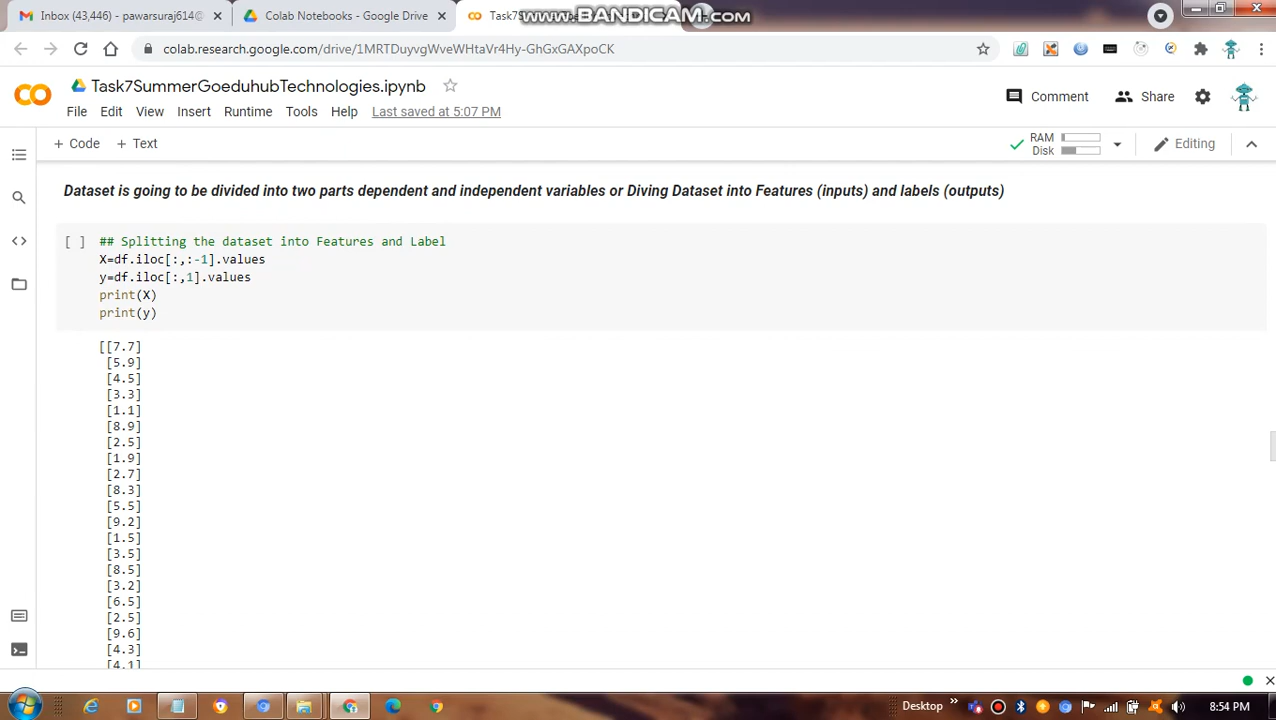 Inbox (43,446) - pawarsuraj614@
Colab Notebooks - Google Drive
Task7S
www.BANDICAM.com
colab.research.google.com/drive/1MRTDuyvgWveWHtaVr4Hy-GhGxGAXpoCK
Task7SummerGoeduhubTechnologies.ipynb
Comment
Share
File Edit View Insert Runtime Tools Help Last saved at 5:07 PM
+ Code + Text
RAM
Disk
Editing
Dataset is going to be divided into two parts dependent and independent variables or Diving Dataset into Features (inputs) and labels (outputs)
[ ] ## Splitting the dataset into Features and Label
X=df.iloc[:,:-1].values
y=df.iloc[:,1].values
print(X)
print(y)
[[7.7]
[5.9]
[4.5]
[3.3]
[1.1]
[8.9]
[2.5]
[1.9]
[2.7]
[8.3]
[5.5]
[9.2]
[1.5]
[3.5]
[8.5]
[3.2]
[6.5]
[2.5]
[9.6]
[4.3]
[4.1]
Desktop
8:54 PM